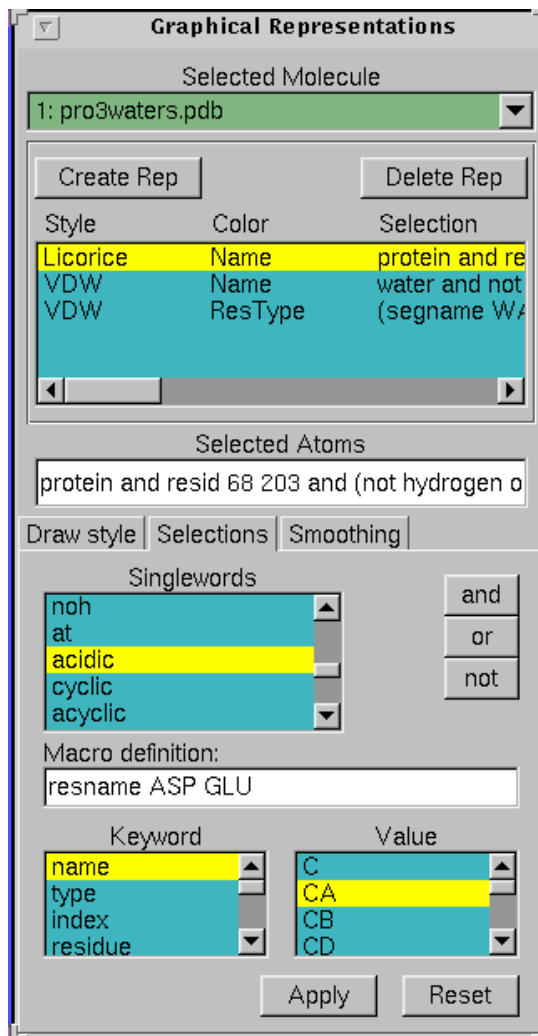 Graphical Representations
Selected Molecule
1: pro3waters.pdb
Create Rep Delete Rep
Style Color Selection
Licorice Name protein and re
VDW Name water and not
VDW ResType (segname WA
Selected Atoms
protein and resid 68 203 and (not hydrogen o
Draw style Selections Smoothing
Singlewords
noh
at
acidic
cyclic
acyclic
and
or
not
Macro definition:
resname ASP GLU
Keyword Value
name C
type CA
index CB
residue CD
Apply Reset